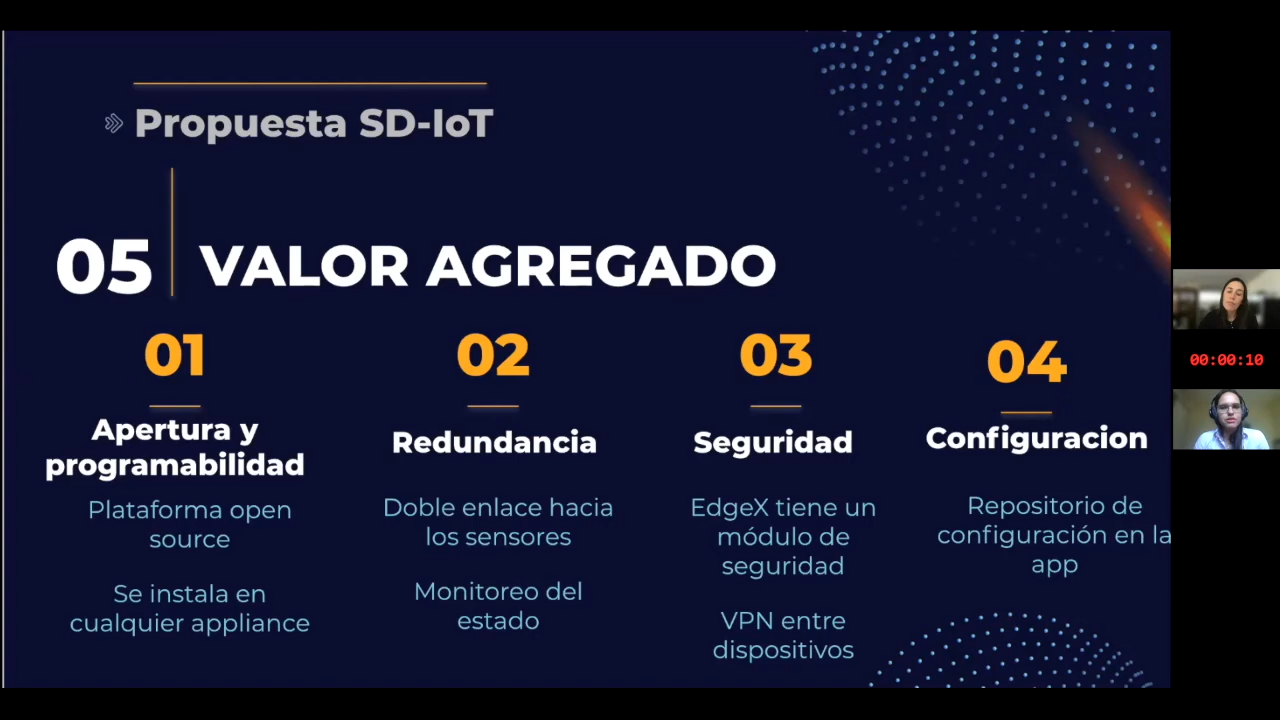 Propuesta SD-IoT
05
VALOR AGREGADO
01
Apertura y
programabilidad
Plataforma open
source
Se instala en
cualquier appliance
02
Redundancia
Doble enlace hacia
los sensores
Monitoreo del
estado
03
Seguridad
EdgeX tiene un
módulo de
seguridad
VPN entre
dispositivos
04
Configuracion
Repositorio de
configuración en la
app
00:00:10